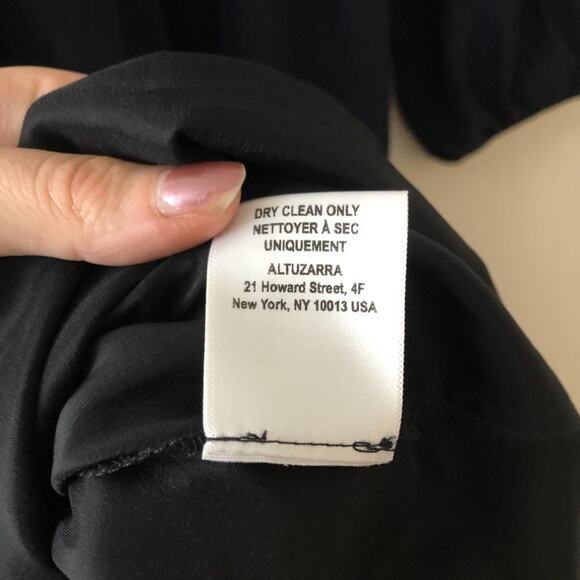 DRY CLEAN ONLY
NETTOYER À SEC
UNIQUEMENT
ALTUZARRA
21 Howard Street, 4F
New York, NY 10013 USA